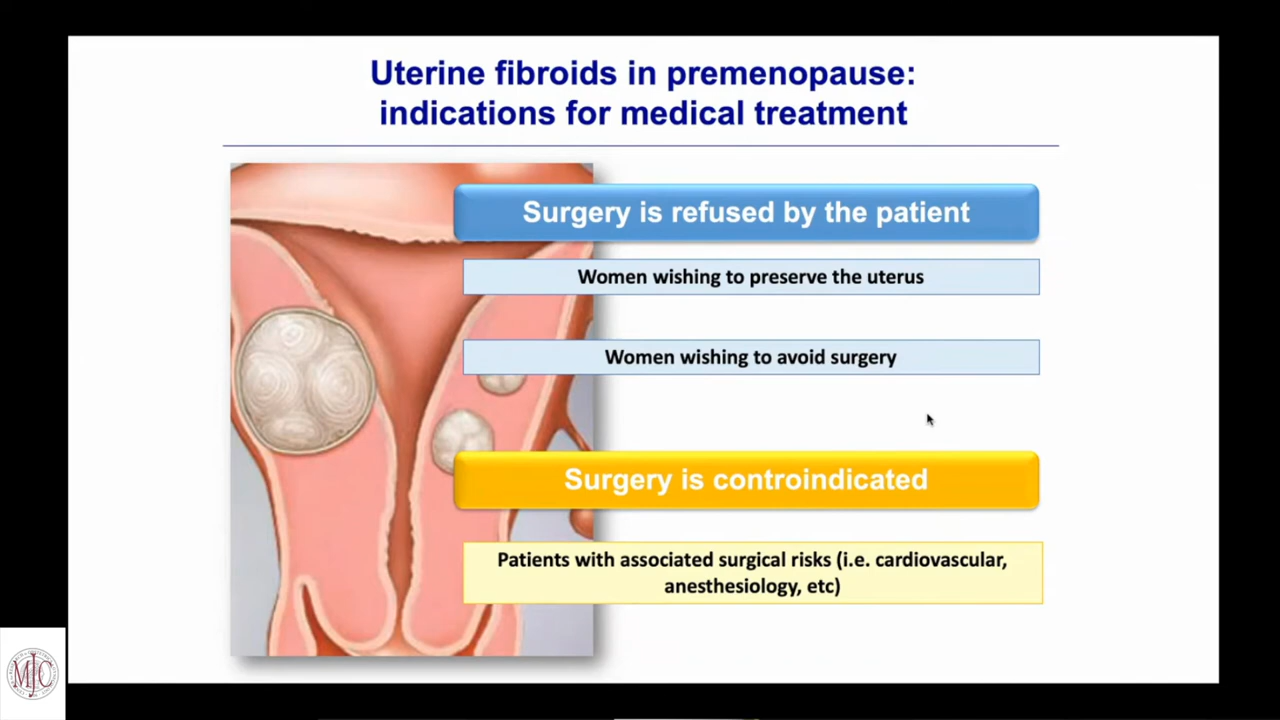 Uterine fibroids in premenopause:
indications for medical treatment
Surgery is refused by the patient
Women wishing to preserve the uterus
Women wishing to avoid surgery
Surgery is controindicated
Patients with associated surgical risks (i.e. cardiovascular,
anesthesiology, etc)
MJC